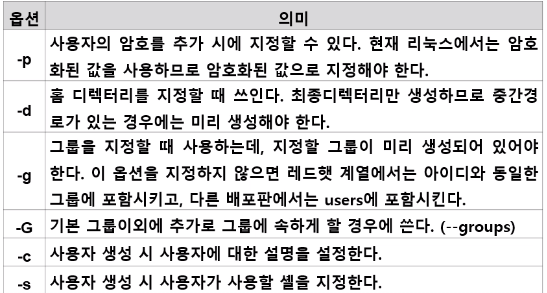 옵션 의미
-p 사용자의 암호를 추가 시에 지정할 수 있다. 현재 리눅스에서는 암호
화된 값을 사용하므로 암호화된 값으로 지정해야 한다.
-d 홈 디렉터리를 지정할 때 쓰인다. 최종디렉터리만 생성하므로 중간경
로가 있는 경우에는 미리 생성해야 한다.
-g 그룹을 지정할 때 사용하는데, 지정할 그룹이 미리 생성되어 있어야
한다. 이 옵션을 지정하지 않으면 레드햇 계열에서는 아이디와 동일한
그룹에 포함시키고, 다른 배포판에서는 users에 포함시킨다.
-G 기본 그룹이외에 추가로 그룹에 속하게 할 경우에 쓴다. (--groups)
-c 사용자 생성 시 사용자에 대한 설명을 설정한다.
-s 사용자 생성 시 사용자가 사용할 셸을 지정한다.